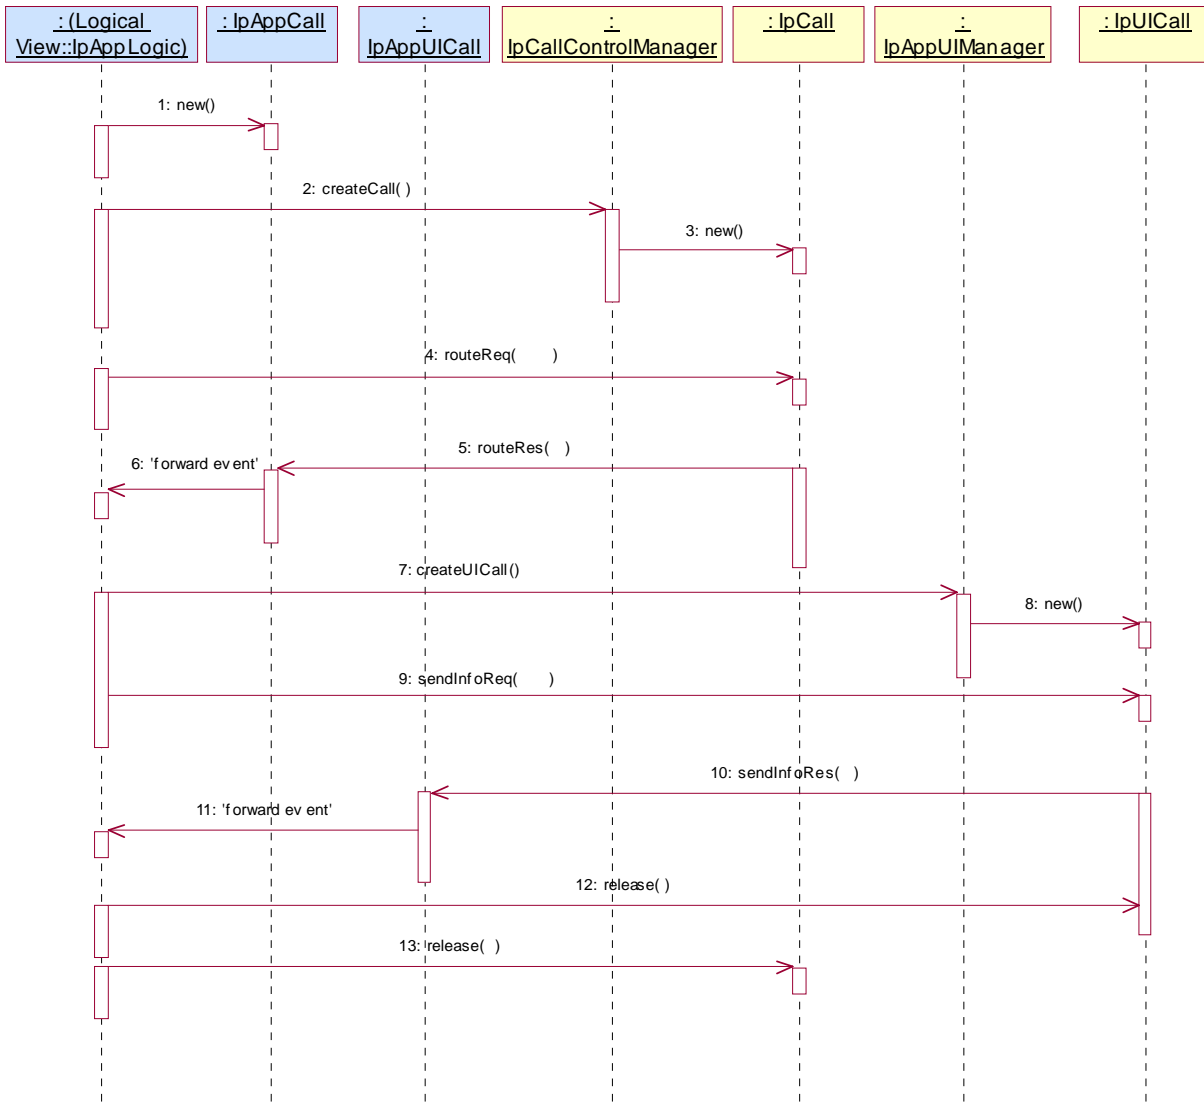 : (Logical
View::IpAppLogic)
: IpAppCall
:
IpAppUICall
:
IpCallControlManager
: IpCall
:
IpAppUIManager
: IpUICall
1: new()
2: createCall( )
3: new()
4: routeReq( )
5: routeRes( )
6: 'forward event'
7: createUICall()
8: new()
9: sendInfoReq( )
10: sendInfoRes( )
11: 'forward event'
12: release( )
13: release( )